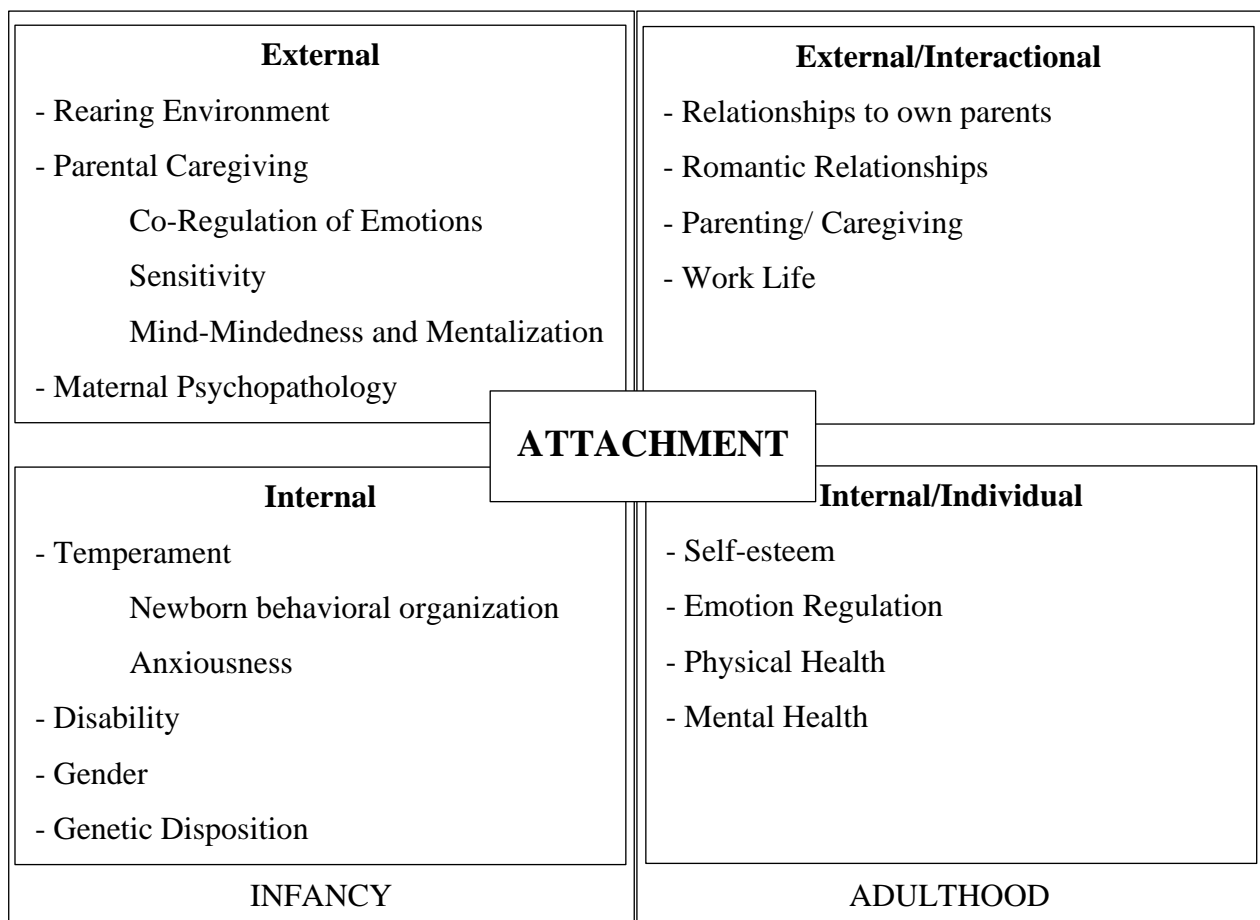 External
- Rearing Environment
- Parental Caregiving
Co-Regulation of Emotions
Sensitivity
Mind-Mindedness and Mentalization
- Maternal Psychopathology
External/Interactional
- Relationships to own parents
- Romantic Relationships
- Parenting/ Caregiving
- Work Life
ATTACHMENT
Internal
- Temperament
Newborn behavioral organization
Anxiousness
- Disability
- Gender
- Genetic Disposition
Internal/Individual
- Self-esteem
- Emotion Regulation
- Physical Health
- Mental Health
INFANCY
ADULTHOOD